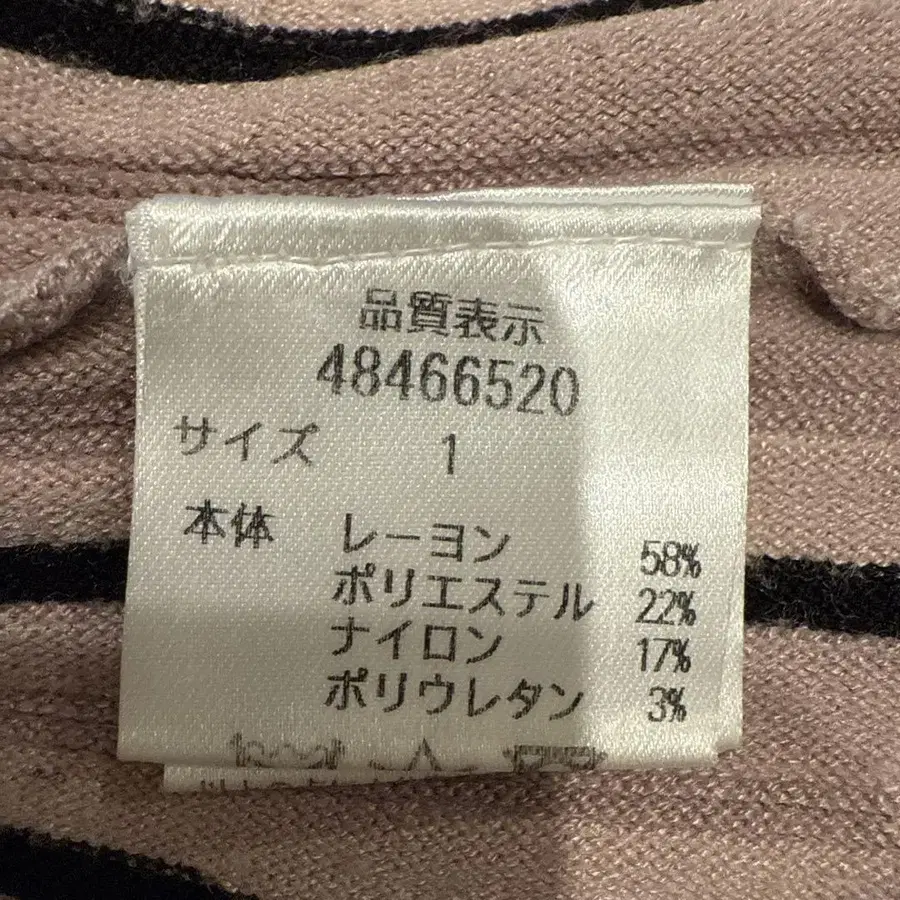 品質表示
48466520
サイズ 1
本体 レーヨン 58%
ポリエステル 22%
ナイロン 17%
ポリウレタン 3%